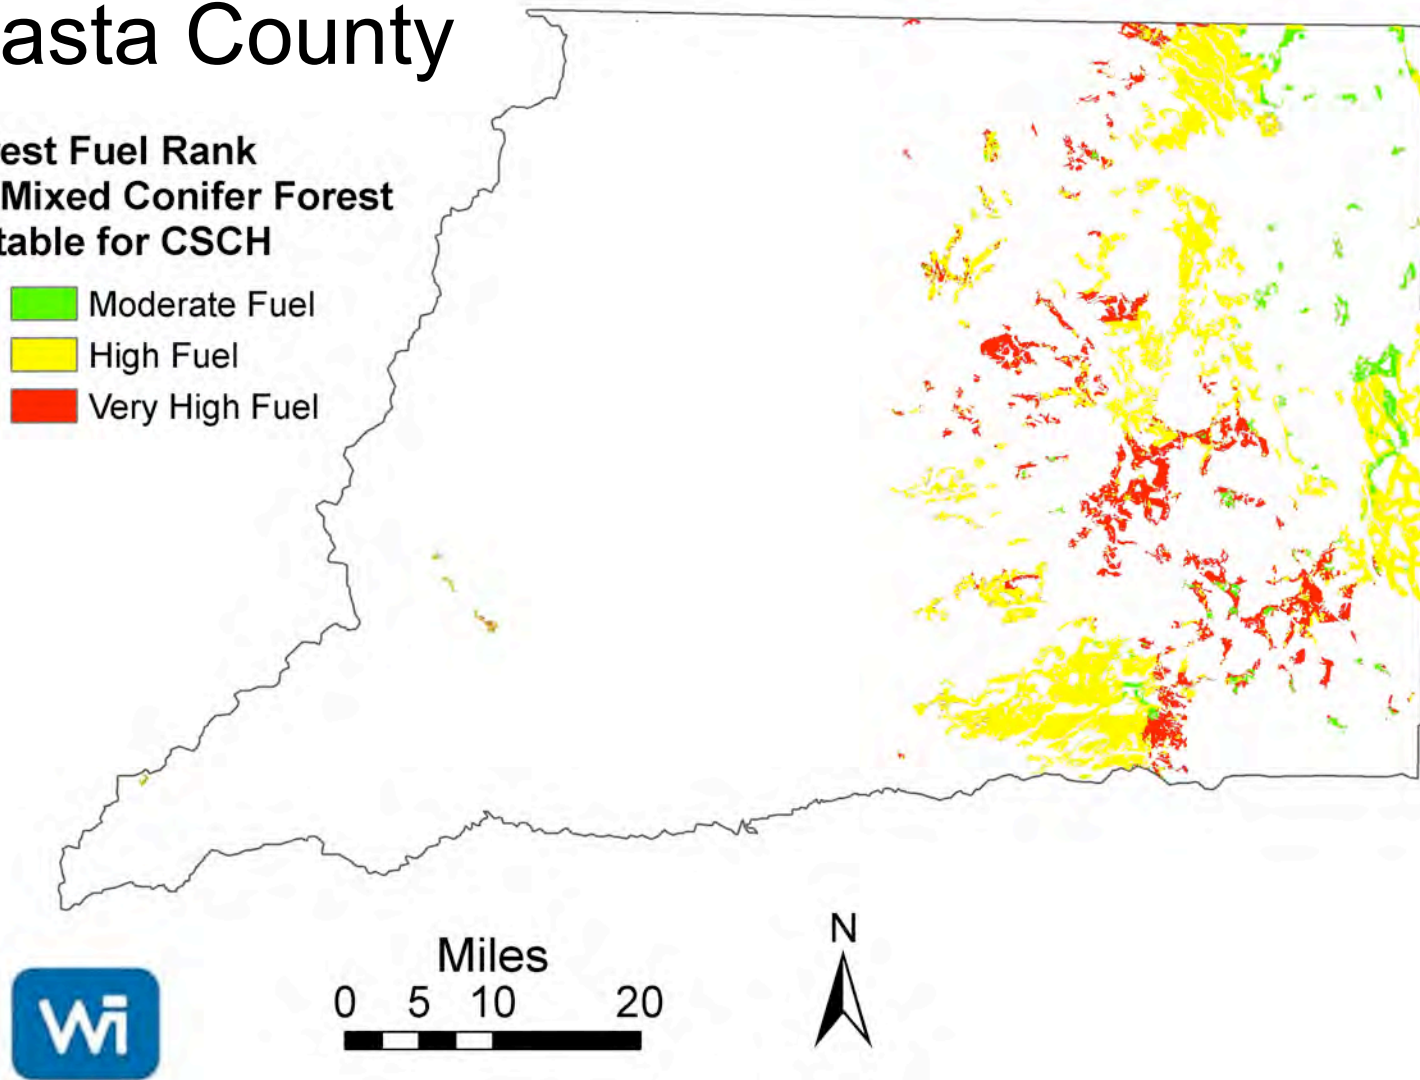 asta County
est Fuel Rank
Mixed Conifer Forest
table for CSCH
Moderate Fuel
High Fuel
Very High Fuel
Miles
0 5 10 20
N
Wi